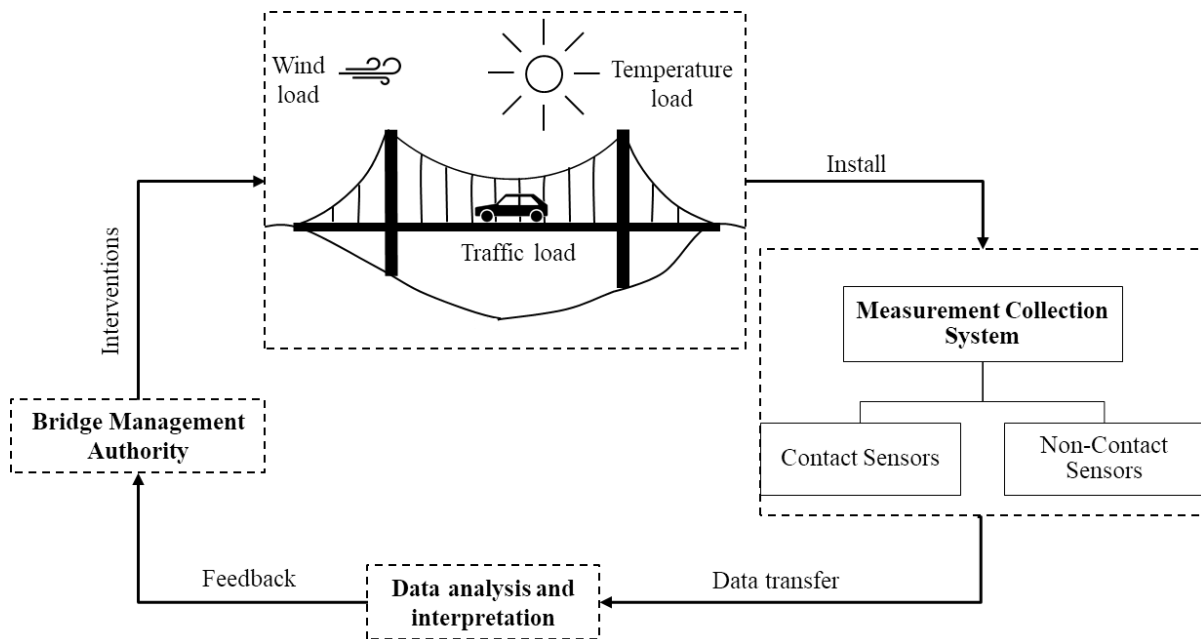 Wind
load
Temperature
load
Traffic load
Install
Measurement Collection
System
Contact Sensors
Non-Contact
Sensors
Data transfer
Data analysis and
interpretation
Feedback
Bridge Management
Authority
Interventions